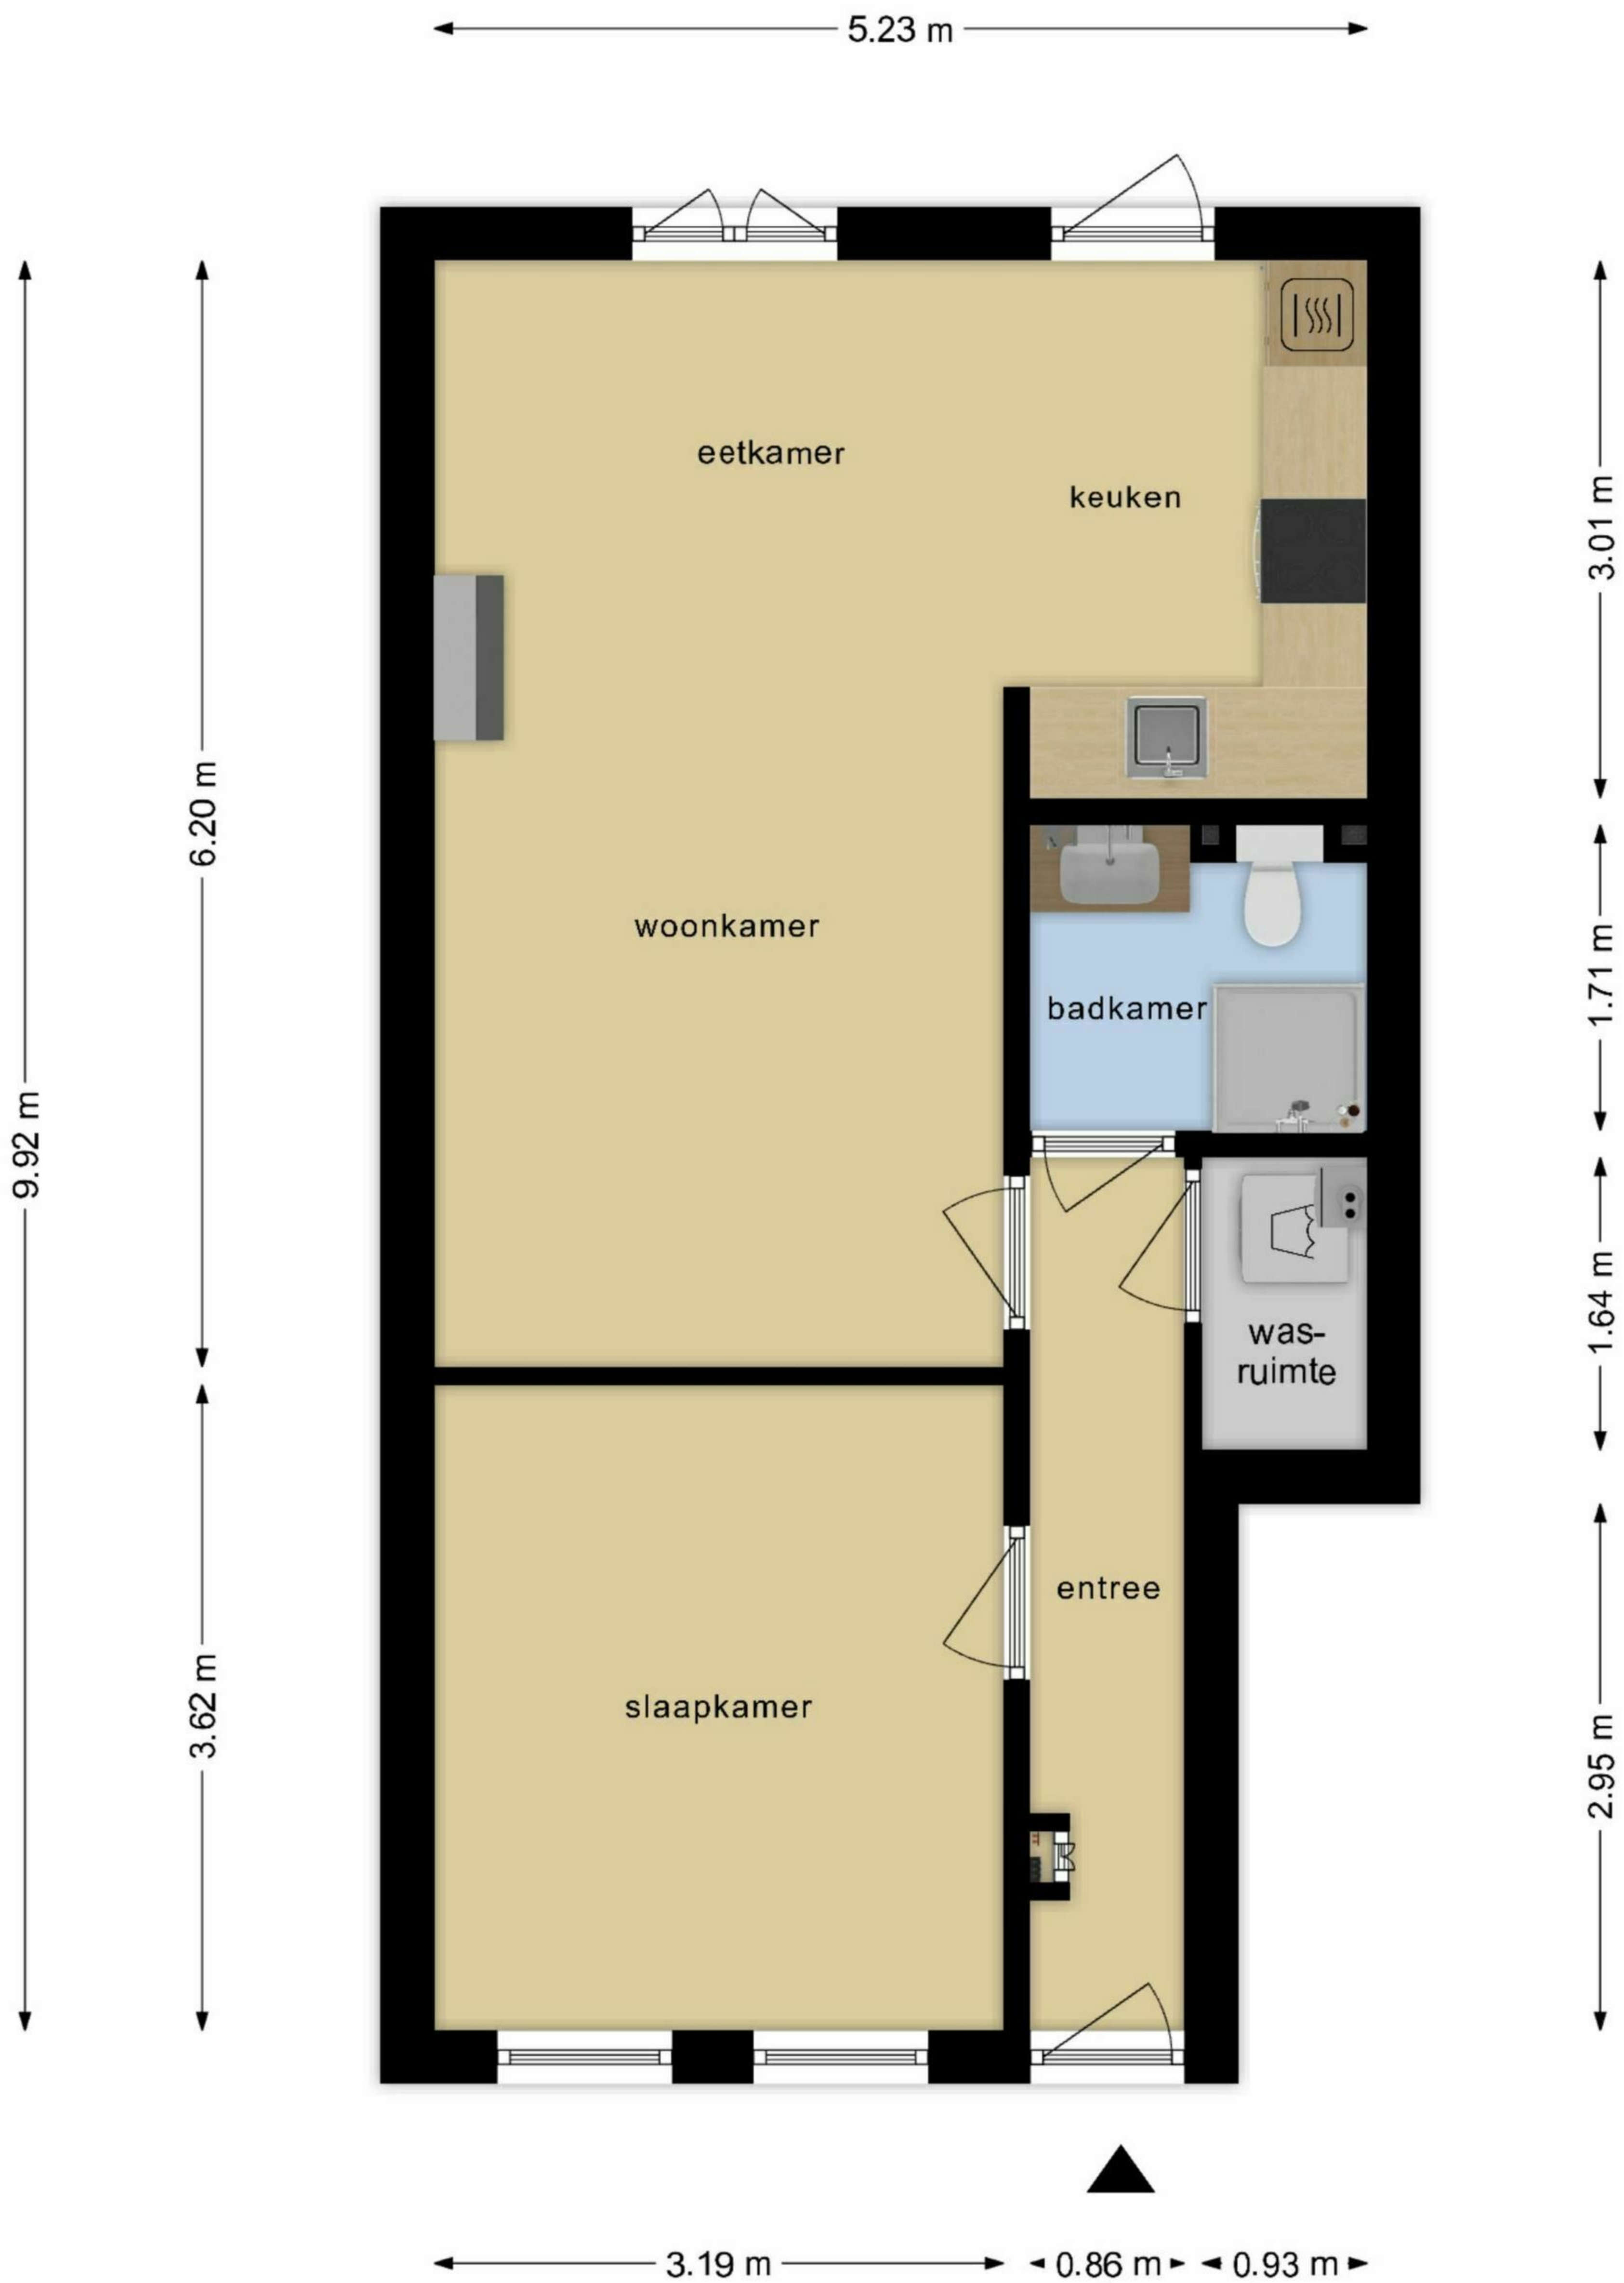 5.23 m
eetkamer
keuken
3.01 m
6.20 m
woonkamer
1.71 m
badkamer
9.92 m
1.64 m
was-
ruimte
entree
slaapkamer
3.62 m
2.95 m
3.19 m
0.86 m
0.93 m